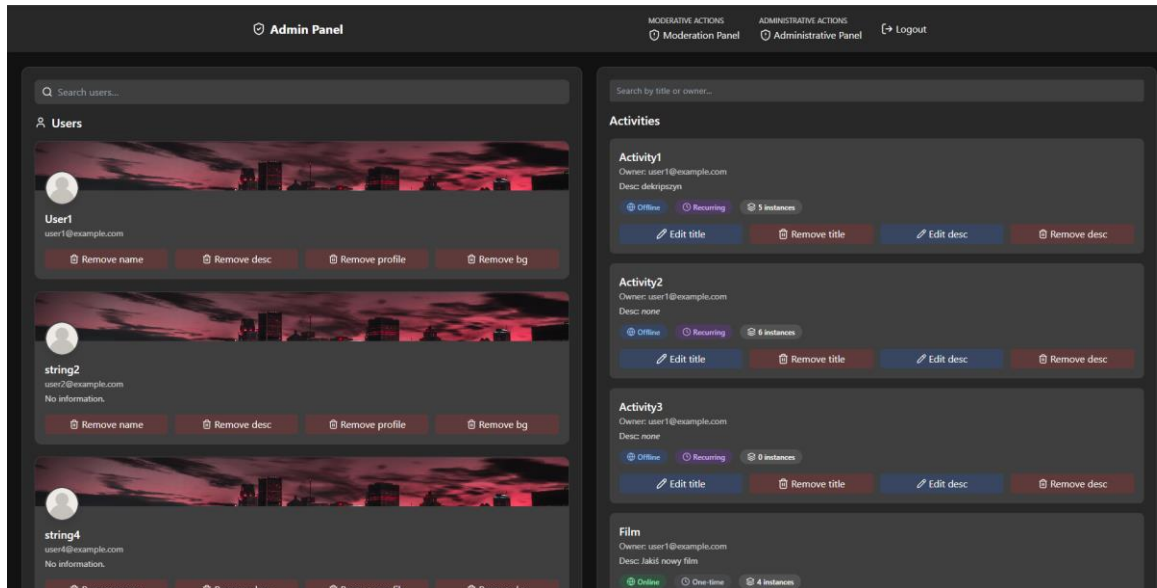 Admin Panel
MODERATIVE ACTIONS
Moderation Panel
ADMINISTRATIVE ACTIONS
Administrative Panel
Logout
Search users...
Users
User1
user1@example.com
Remove name Remove desc Remove profile Remove bg
string2
user2@example.com
No information.
Remove name Remove desc Remove profile Remove bg
string4
user4@example.com
No information.
Search by title or owner...
Activities
Activity1
Owner: user1@example.com
Desc: dekripszyn
Offline Recurring 5 instances
Edit title Remove title Edit desc Remove desc
Activity2
Owner: user1@example.com
Desc: none
Offline Recurring 6 instances
Edit title Remove title Edit desc Remove desc
Activity3
Owner: user1@example.com
Desc: none
Offline Recurring 0 instances
Edit title Remove title Edit desc Remove desc
Film
Owner: user1@example.com
Desc: Jakiś nowy film
Online One-time 4 instances